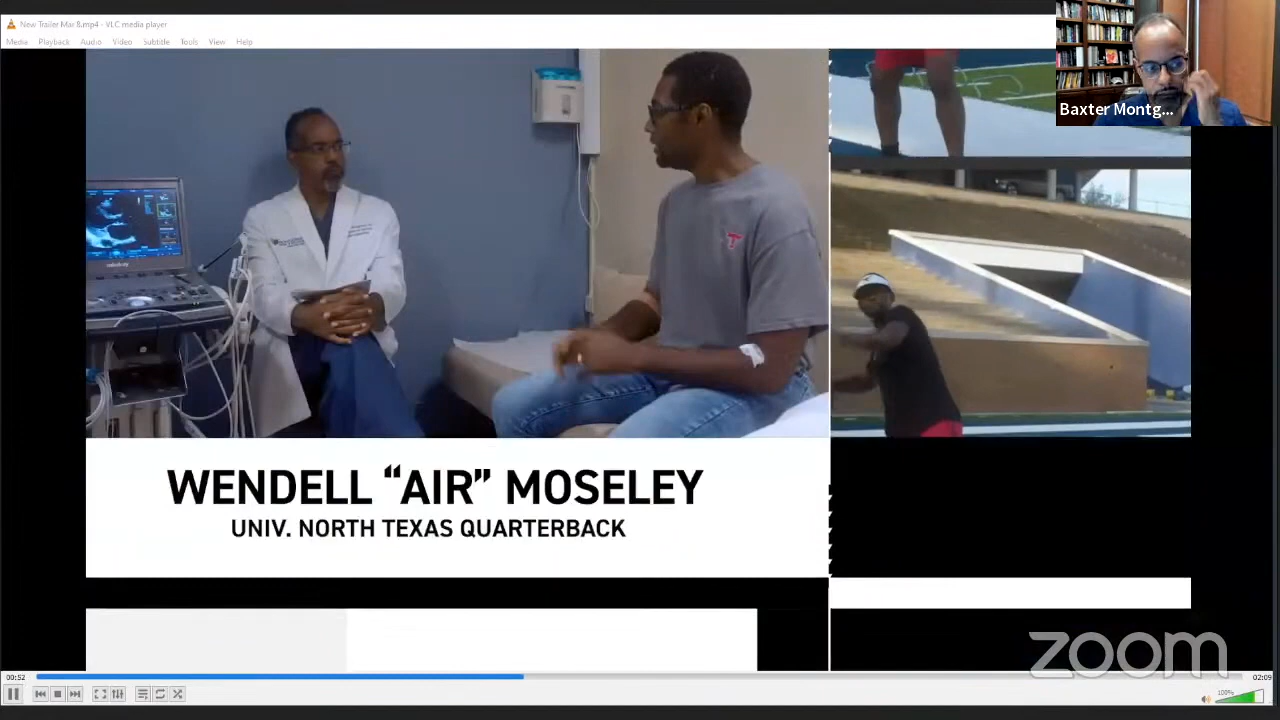 New Trailer Mar 8.mp4 - VLC media player
Media Playback Audio Video Subtitle Tools View Help
Baxter Montg...
T
WENDELL “AIR” MOSELEY
UNIV. NORTH TEXAS QUARTERBACK
zoom
00:52
02:09
100%